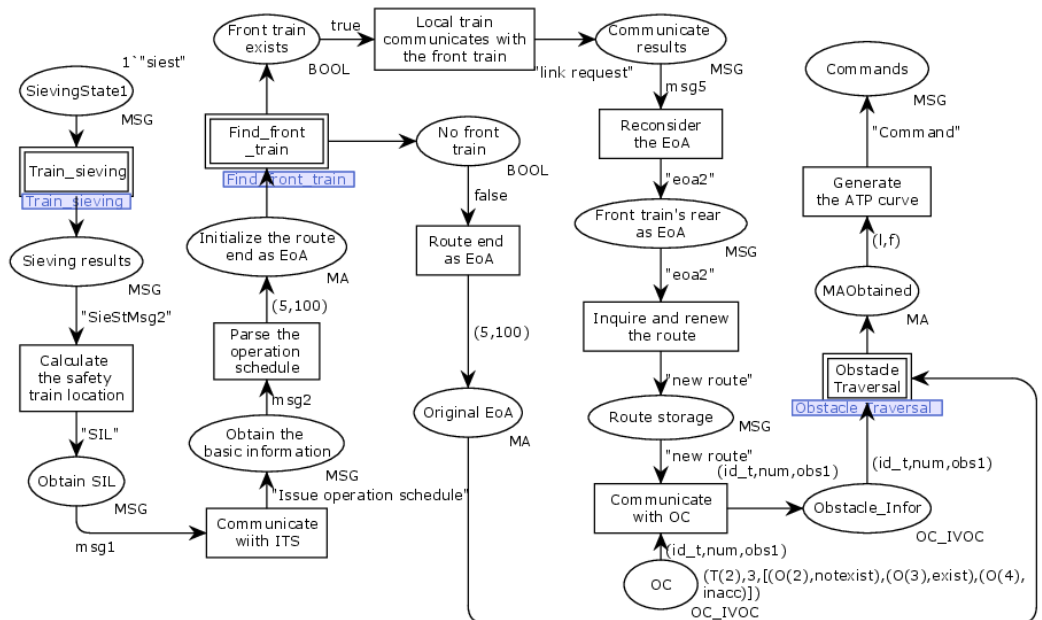 1`"siest"
SievingState1
MSG
Train_sieving
Train_sieving
Sieving results
MSG
"SieStMsg2"
Calculate
the safety
train location
"SIL"
Obtain SIL
MSG
msg1
Communicate
wiith ITS
"Issue operation schedule"
Obtain the
basic information
MSG
msg2
Parse the
operation
schedule
(5,100)
Initialize the route
end as EoA
MA
Find_front
_train
Find_front_train
Front train
exists
BOOL
true
Local train
communicates with
the front train
"link request"
No front
train
BOOL
false
Route end
as EoA
(5,100)
Original EoA
MA
Communicate
results
MSG
msg5
Reconsider
the EoA
"eoa2"
Front train's rear
as EoA
MSG
"eoa2"
Inquire and renew
the route
"new route"
Route storage
MSG
"new route"
Communicate
with OC
(id_t,num,obs1)
(id_t,num,obs1)
OC
(T(2),3,[(O(2),notexist),(O(3),exist),(O(4),
inacc)])
OC_IVOC
Obstacle_Infor
OC_IVOC
(id_t,num,obs1)
Obstacle
Traversal
Obstacle_Traversal
MAObtained
MA
(l,f)
Generate
the ATP curve
"Command"
Commands
MSG